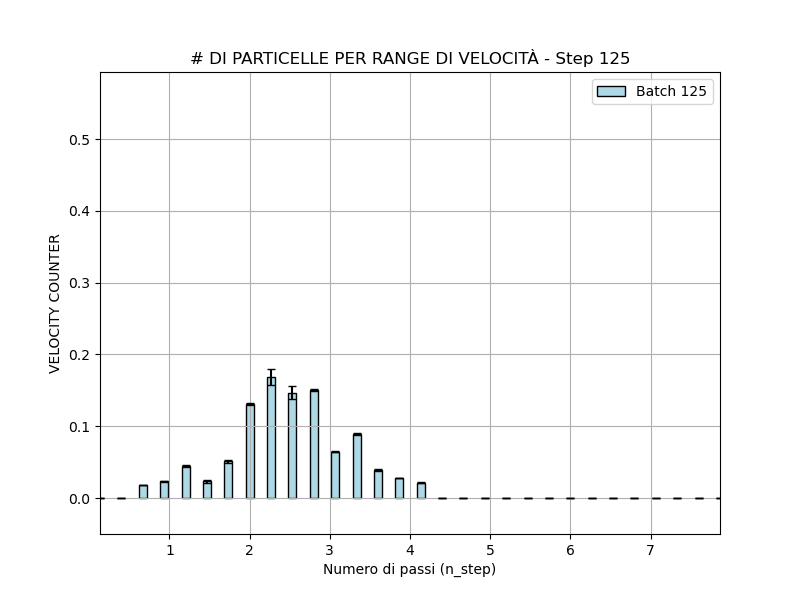 # DI PARTICELLE PER RANGE DI VELOCITÀ - Step 125
Batch 125
0.5
0.4
0.3
0.2
0.1
0.0
VELOCITY COUNTER
1 2 3 4 5 6 7
Numero di passi (n_step)